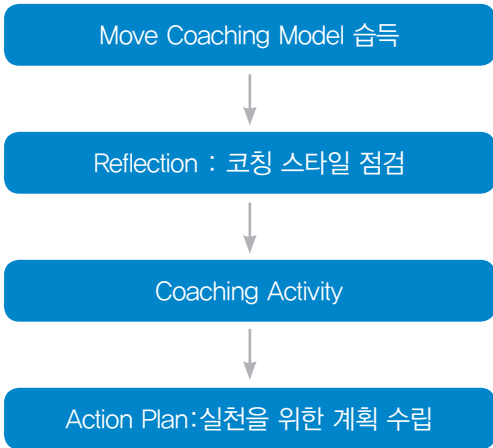 Move Coaching Model 습득
Reflection : 코칭 스타일 점검
Coaching Activity
Action Plan:실천을 위한 계획 수립